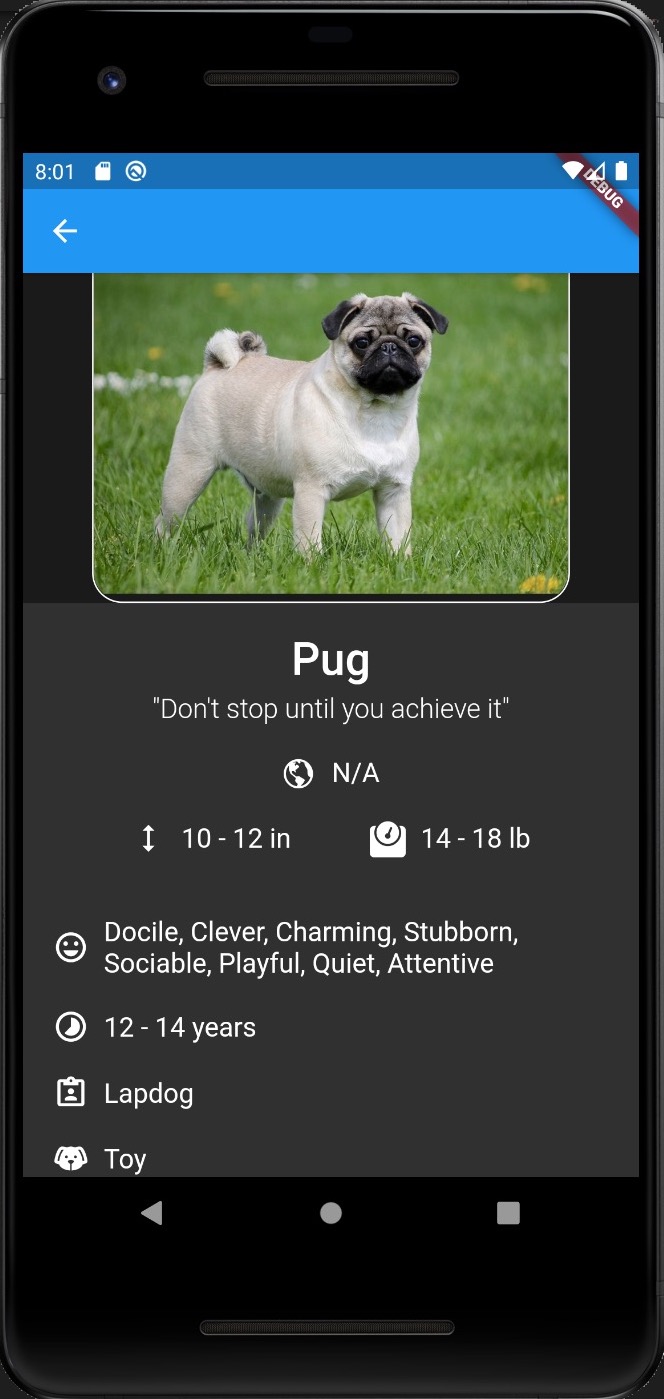 8:01
DEBUG
Pug
"Don't stop until you achieve it"
N/A
10 - 12 in
14 - 18 lb
Docile, Clever, Charming, Stubborn,
Sociable, Playful, Quiet, Attentive
12 - 14 years
Lapdog
Toy